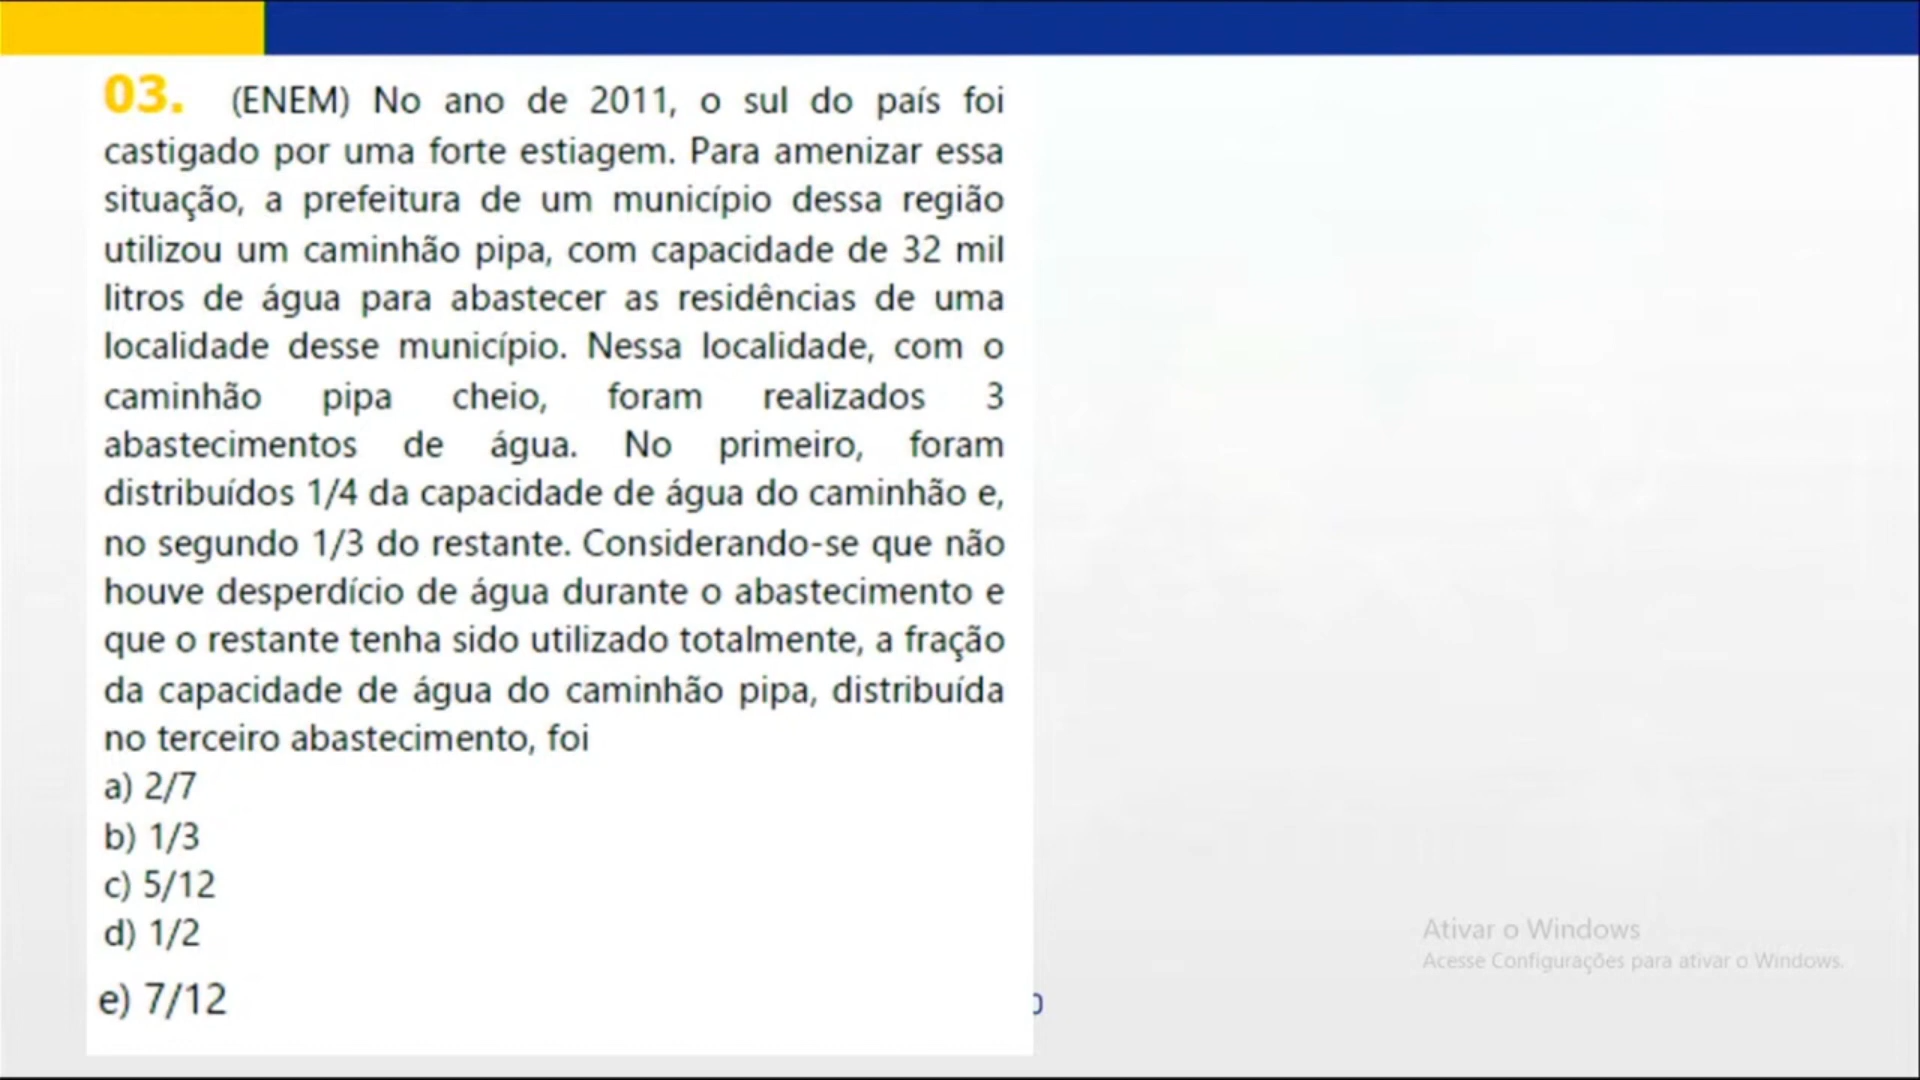 03. (ENEM) No ano de 2011, o sul do país foi
castigado por uma forte estiagem. Para amenizar essa
situação, a prefeitura de um município dessa região
utilizou um caminhão pipa, com capacidade de 32 mil
litros de água para abastecer as residências de uma
localidade desse município. Nessa localidade, com o
caminhão pipa cheio, foram realizados 3
abastecimentos de água. No primeiro, foram
distribuídos 1/4 da capacidade de água do caminhão e,
no segundo 1/3 do restante. Considerando-se que não
houve desperdício de água durante o abastecimento e
que o restante tenha sido utilizado totalmente, a fração
da capacidade de água do caminhão pipa, distribuída
no terceiro abastecimento, foi
a) 2/7
b) 1/3
c) 5/12
d) 1/2
e) 7/12
Ativar o Windows
Acesse Configurações para ativar o Windows.